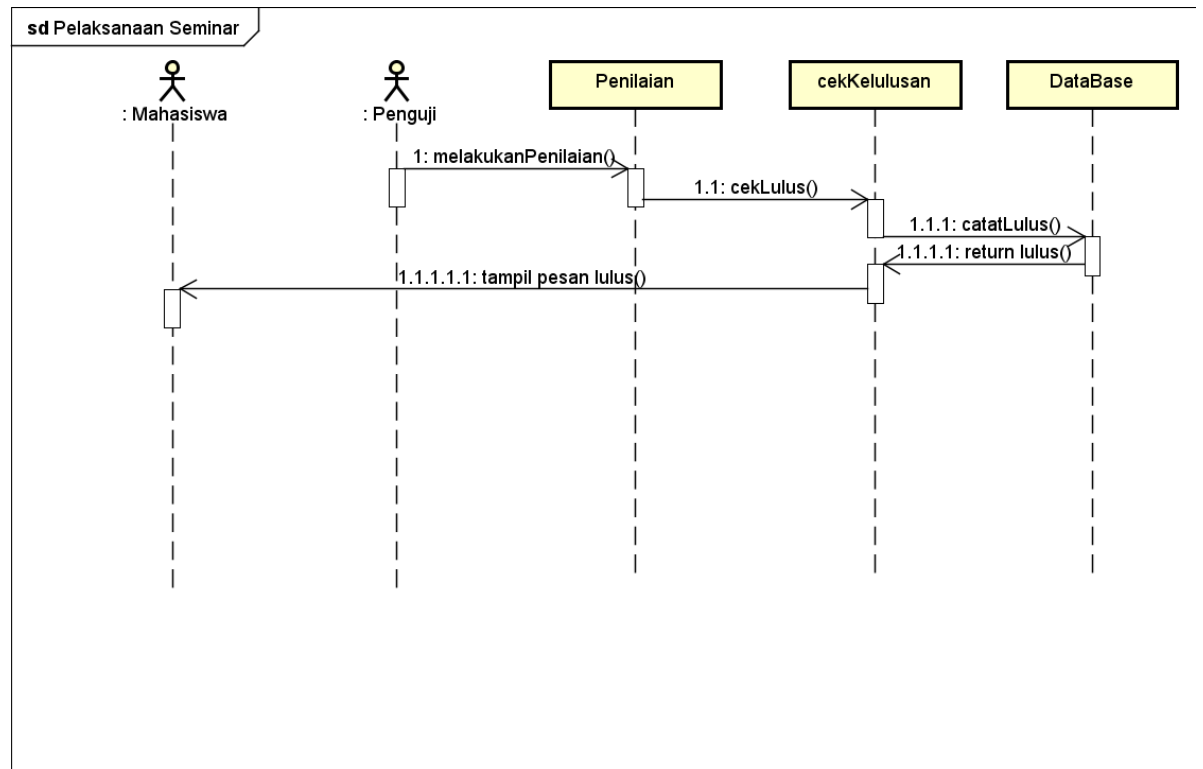 sd Pelaksanaan Seminar
: Mahasiswa
: Penguji
Penilaian
cekKelulusan
DataBase
1: melakukanPenilaian()
1.1: cekLulus()
1.1.1: catatLulus()
1.1.1.1: return lulus()
1.1.1.1.1: tampil pesan lulus()